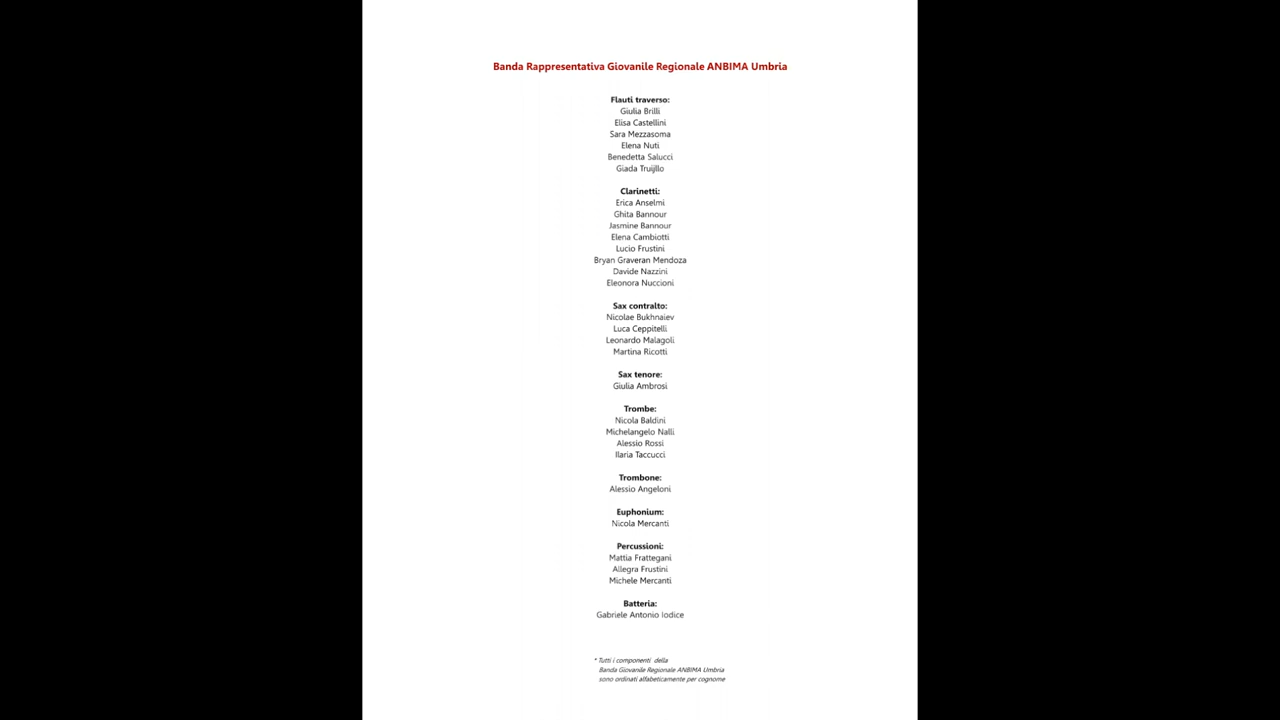 Banda Rappresentativa Giovanile Regionale ANBIMA Umbria
Flauti traverso:
Giulia Brilli
Elisa Castellini
Sara Mezzasoma
Elena Nuti
Benedetta Salucci
Giada Truijllo
Clarinetti:
Erica Anselmi
Ghita Bannour
Jasmine Bannour
Elena Cambiotti
Lucio Frustini
Bryan Graveran Mendoza
Davide Nazzini
Eleonora Nuccioni
Sax contralto:
Nicolae Bukhnaiev
Luca Ceppitelli
Leonardo Malagoli
Martina Ricotti
Sax tenore:
Giulia Ambrosi
Trombe:
Nicola Baldini
Michelangelo Nalli
Alessio Rossi
Ilaria Taccucci
Trombone:
Alessio Angeloni
Euphonium:
Nicola Mercanti
Percussioni:
Mattia Frattegani
Allegra Frustini
Michele Mercanti
Batteria:
Gabriele Antonio Iodice
* Tutti i componenti della
Banda Giovanile Regionale ANBIMA Umbria
sono ordinati alfabeticamente per cognome